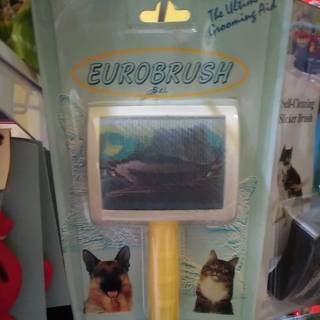 The Ultimate
Grooming Aid
EUROBRUSH
Self-Cleaning
Slicker Brush